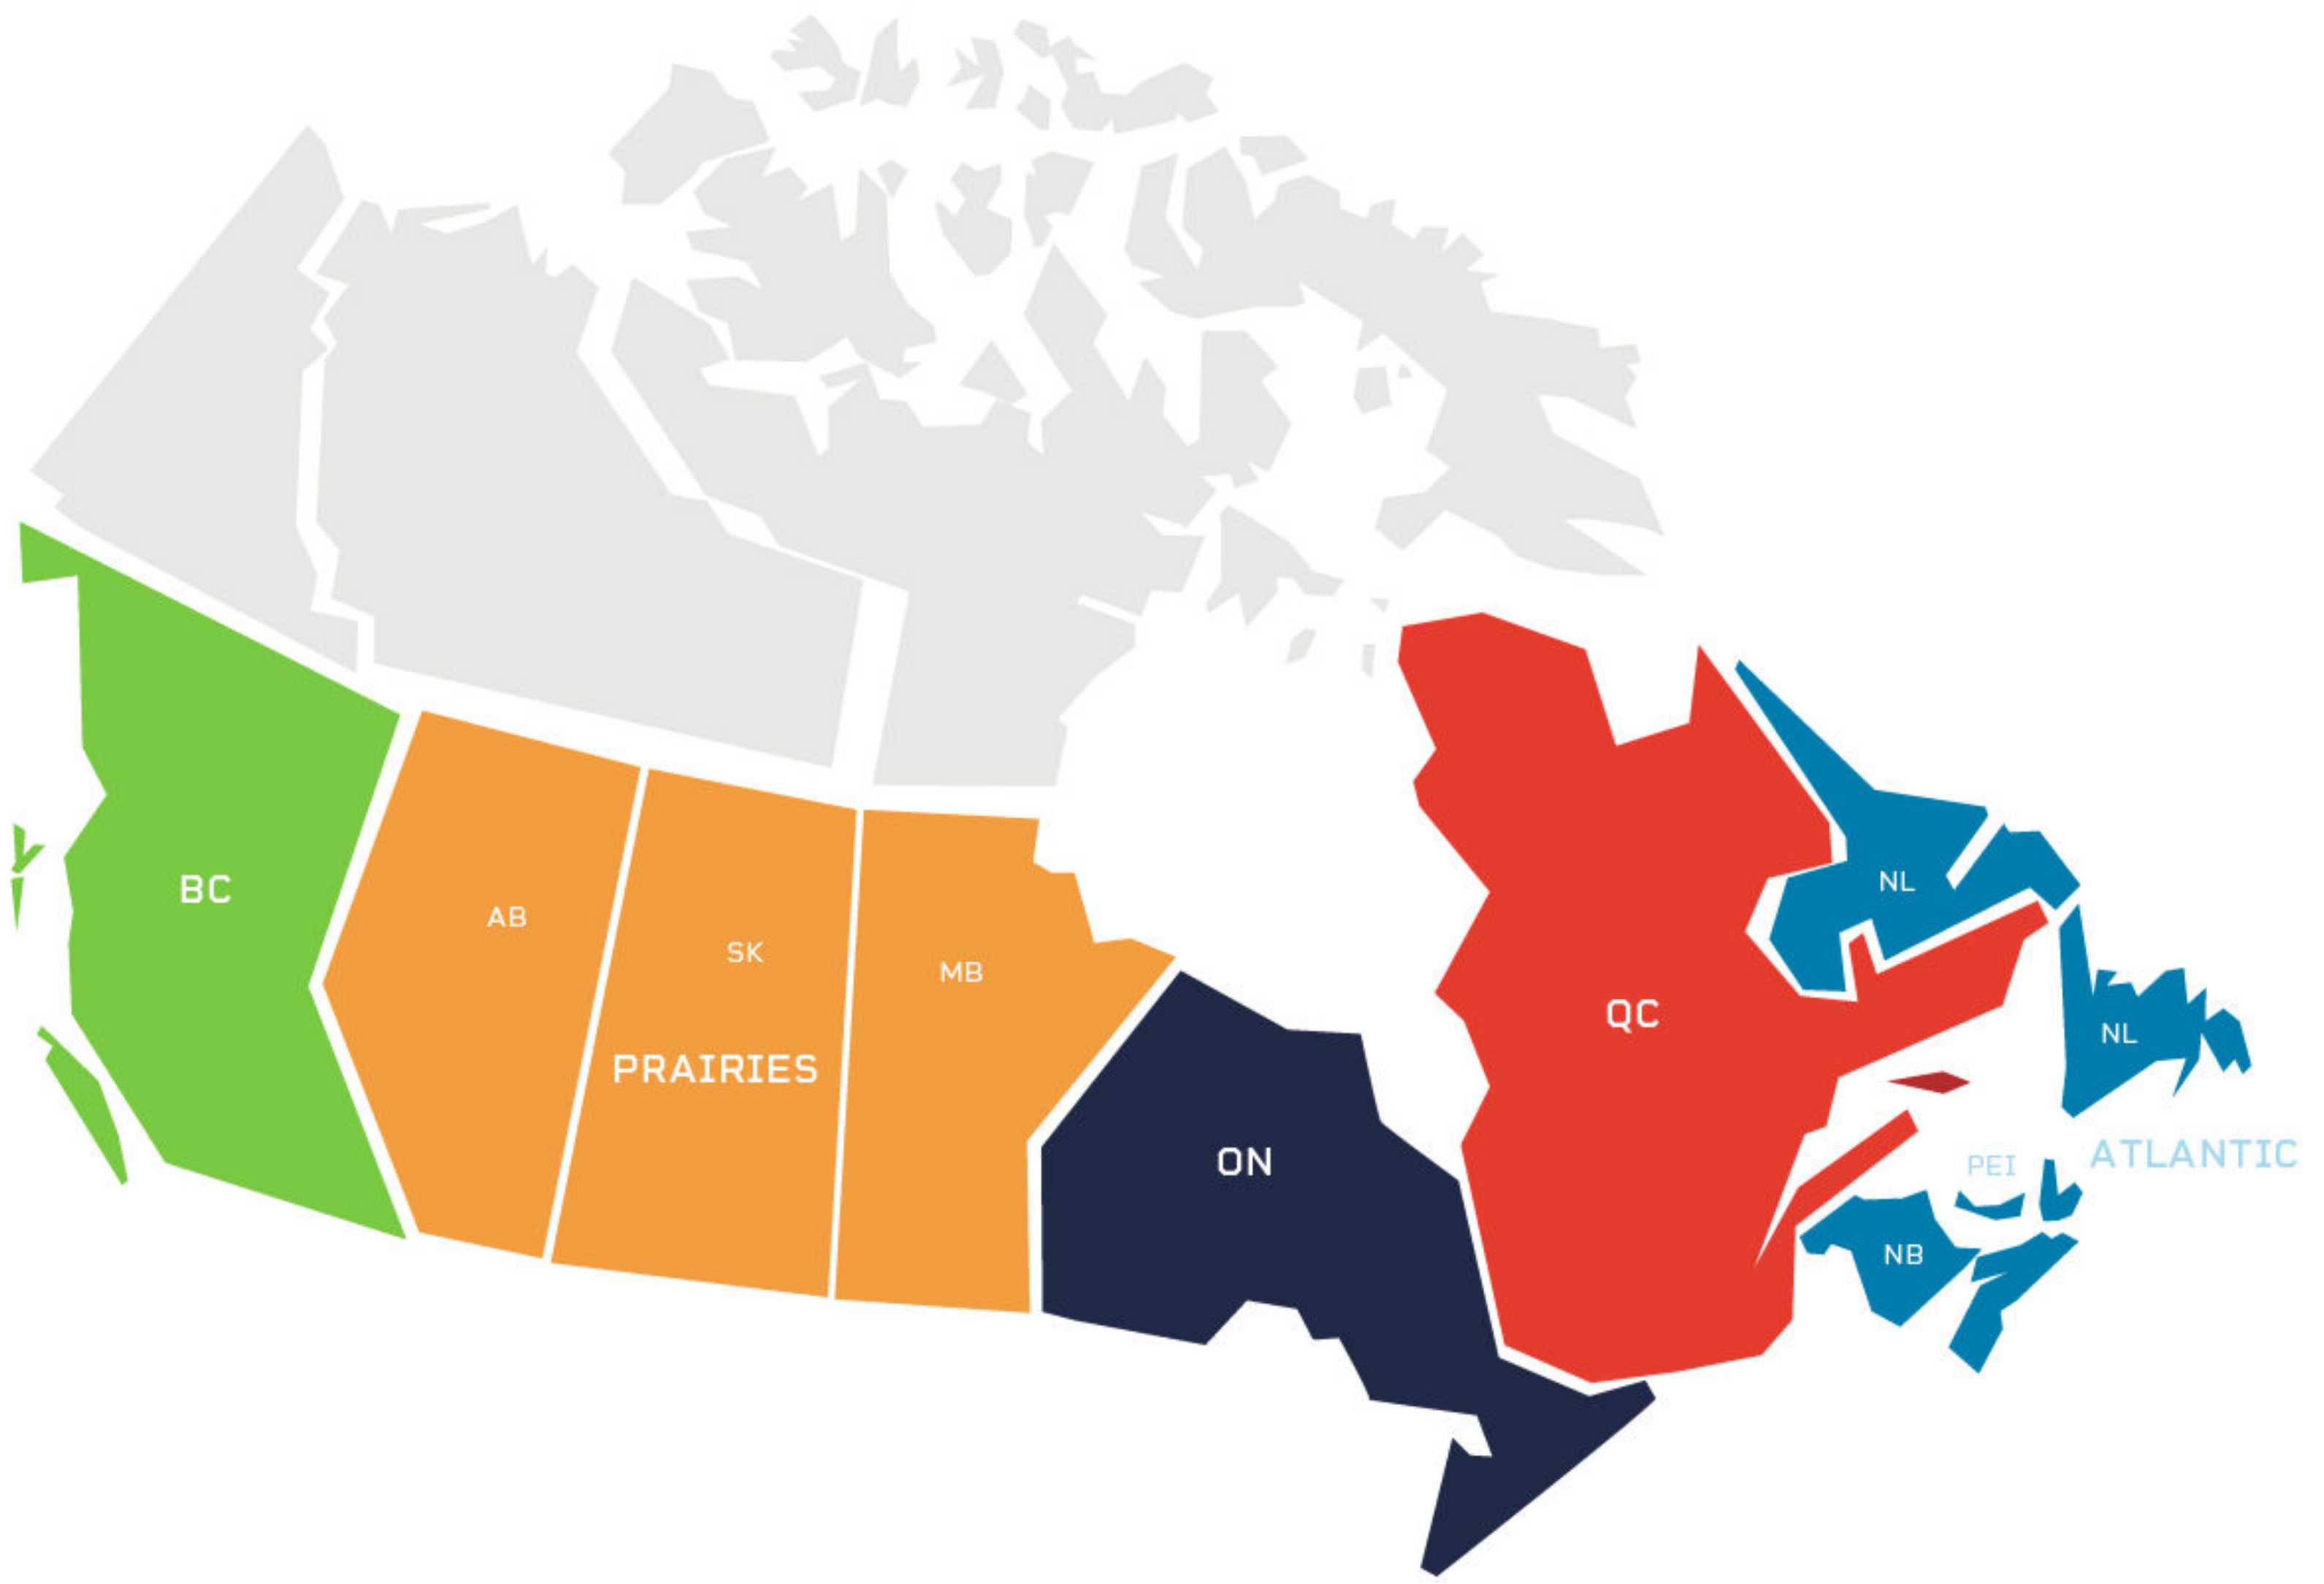 BC
AB
SK
MB
PRAIRIES
ON
QC
NL
NL
ATLANTIC
PEI
NB